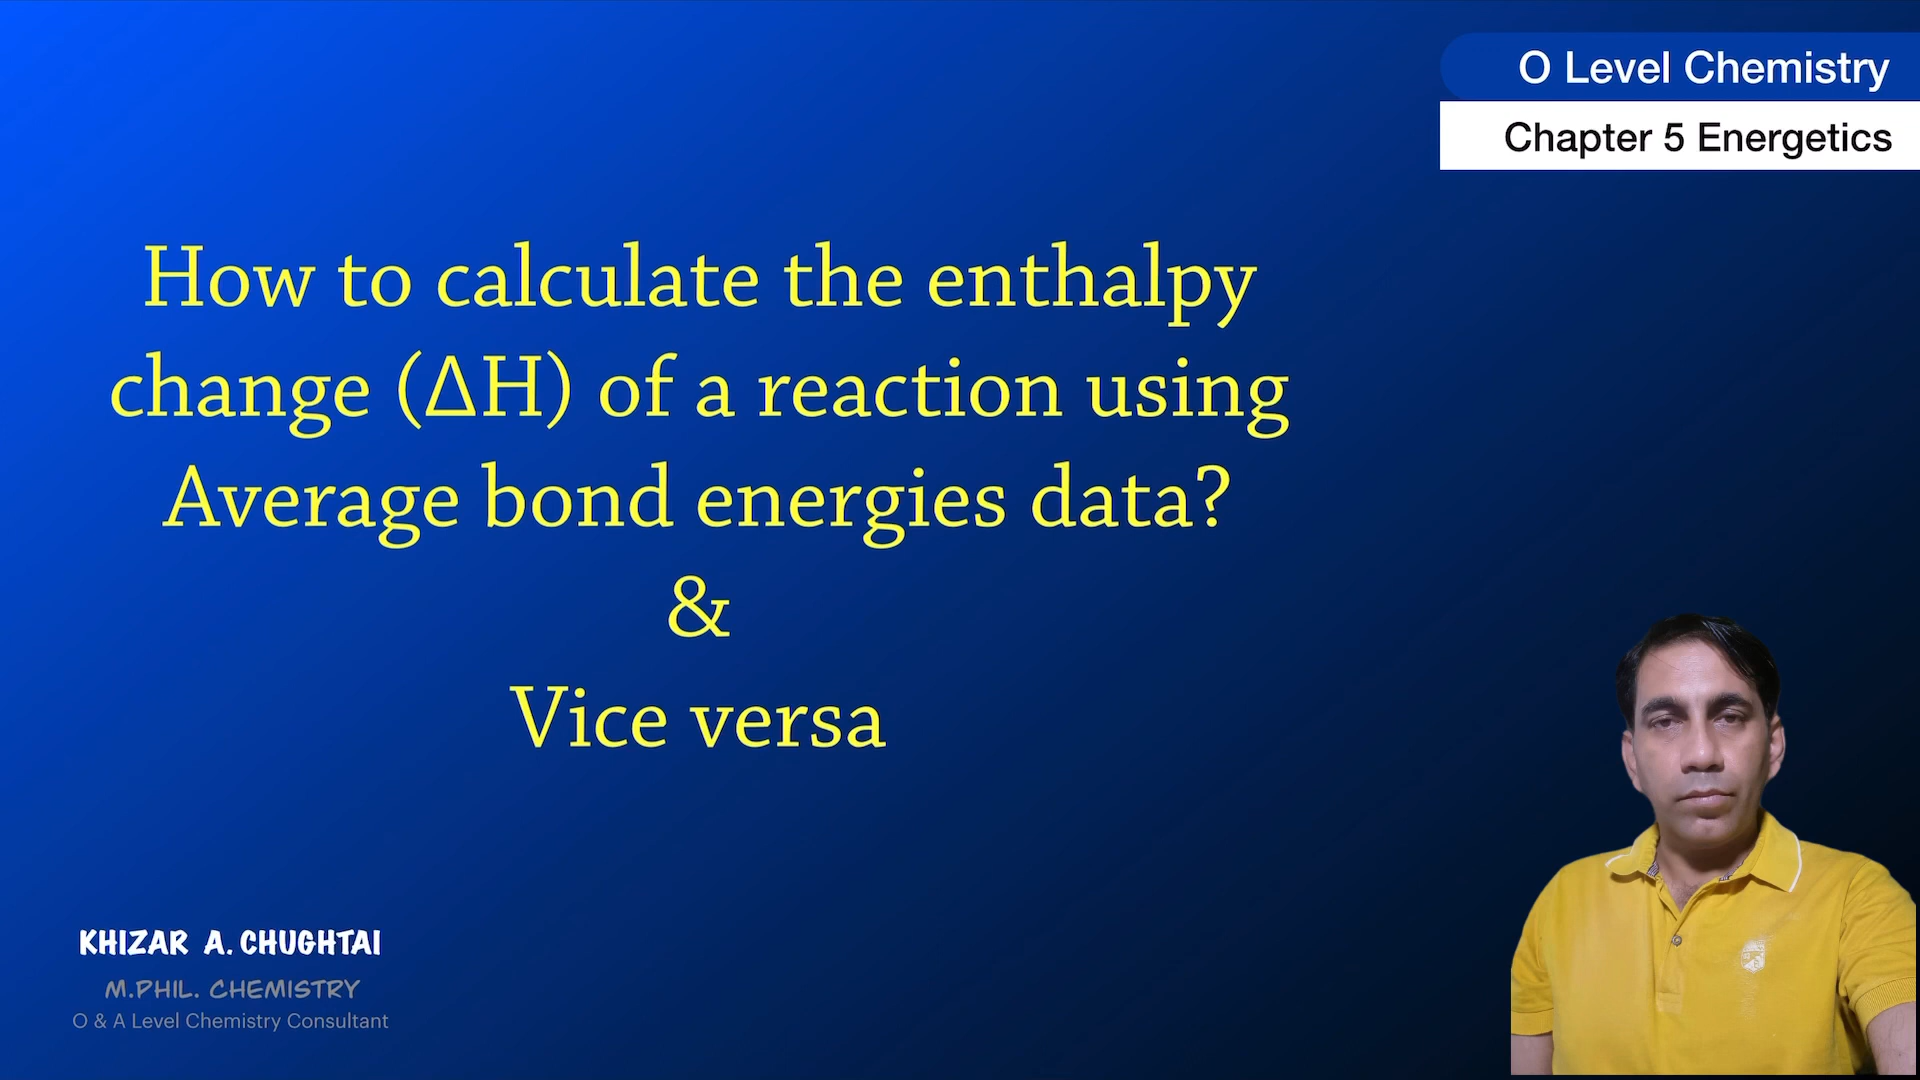 O Level Chemistry
Chapter 5 Energetics
How to calculate the enthalpy
change (ΔH) of a reaction using
Average bond energies data?
&
Vice versa
KHIZAR A. CHUGHTAI
M.PHIL. CHEMISTRY
O & A Level Chemistry Consultant